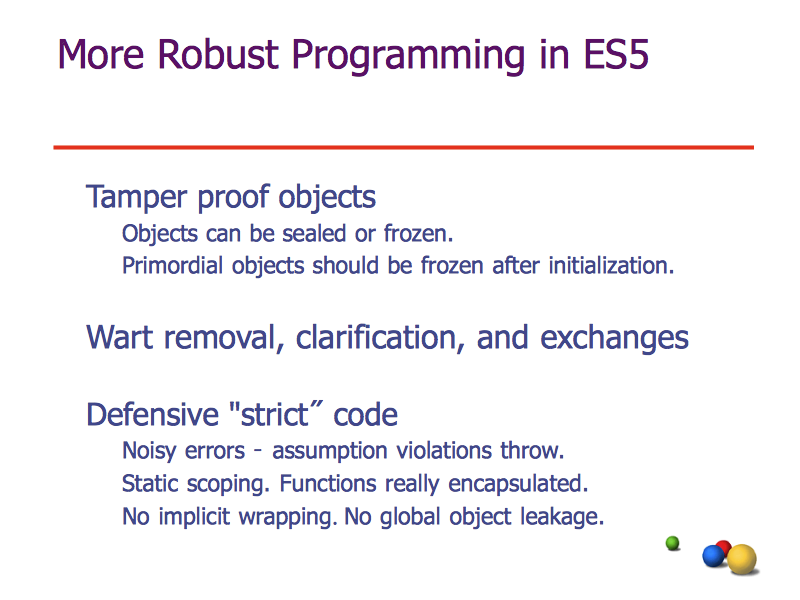 More Robust Programming in ES5
Tamper proof objects
Objects can be sealed or frozen.
Primordial objects should be frozen after initialization.
Wart removal, clarification, and exchanges
Defensive "strict˝ code
Noisy errors - assumption violations throw.
Static scoping. Functions really encapsulated.
No implicit wrapping. No global object leakage.